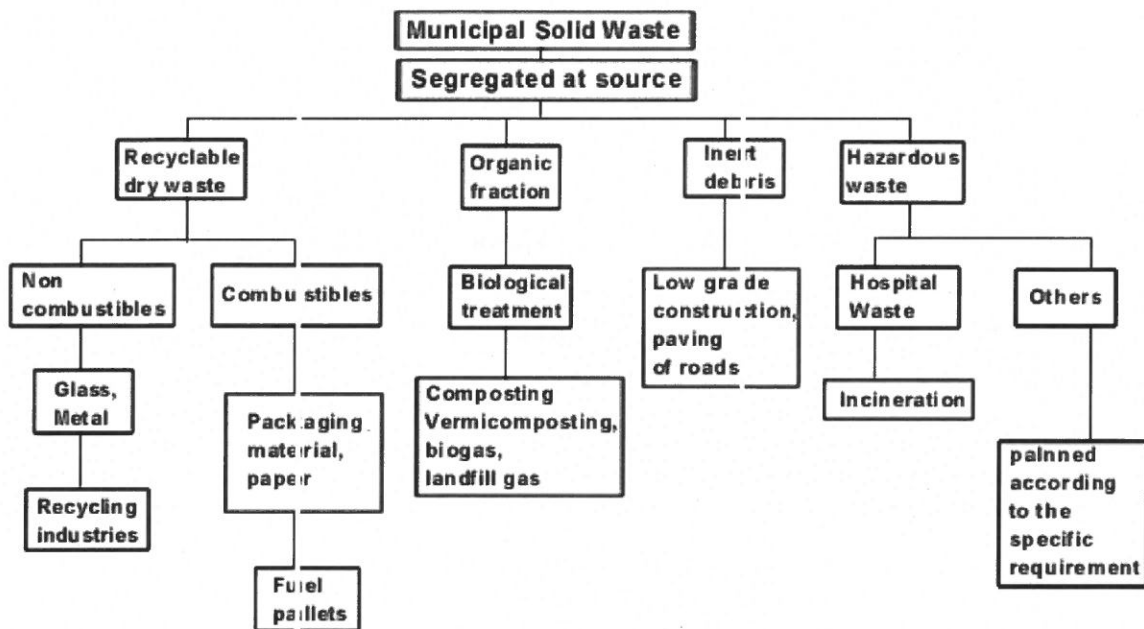 Municipal Solid Waste
Segregated at source
Recyclable
dry waste
Organic
fraction
Inert
debris
Hazardous
waste
Non
combustibles
Combustibles
Biological
treatment
Low grade
construction,
paving
of roads
Hospital
Waste
Others
Glass,
Metal
Packaging
material,
paper
Composting
Vermicomposting,
biogas,
landfill gas
Incineration
Recycling
industries
palnned
according
to the
specific
requirement
Fuel
pallets